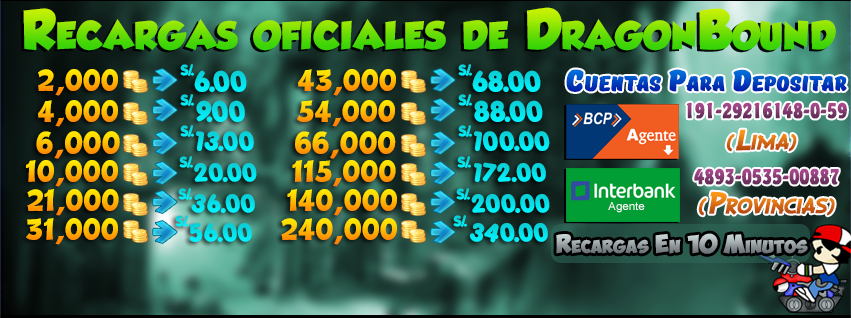 Recargas oficiales de DragonBound
2,000 S/. 6.00
4,000 S/. 9.00
6,000 S/. 13.00
10,000 S/. 20.00
21,000 S/. 36.00
31,000 S/. 56.00
43,000 S/. 68.00
54,000 S/. 88.00
66,000 S/. 100.00
115,000 S/. 172.00
140,000 S/. 200.00
240,000 S/. 340.00
Cuentas Para Depositar
BCP Agente
191-29216148-0-59
(Lima)
Interbank
Agente
4893-0535-00887
(Provincias)
Recargas En 10 Minutos